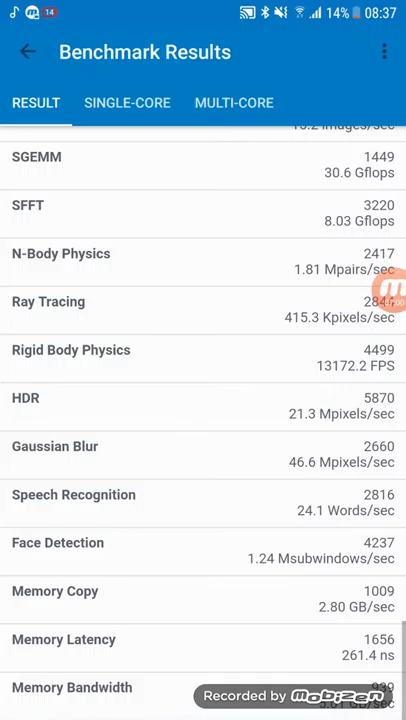 14
14% 08:37
Benchmark Results
RESULT SINGLE-CORE MULTI-CORE
images/sec
SGEMM 1449
30.6 Gflops
SFFT 3220
8.03 Gflops
N-Body Physics 2417
1.81 Mpairs/sec
Ray Tracing
415.3 Kpixels/sec
Rigid Body Physics 4499
13172.2 FPS
HDR 5870
21.3 Mpixels/sec
Gaussian Blur 2660
46.6 Mpixels/sec
Speech Recognition 2816
24.1 Words/sec
Face Detection 4237
1.24 Msubwindows/sec
Memory Copy 1009
2.80 GB/sec
Memory Latency 1656
261.4 ns
Memory Bandwidth
Recorded by mobizen